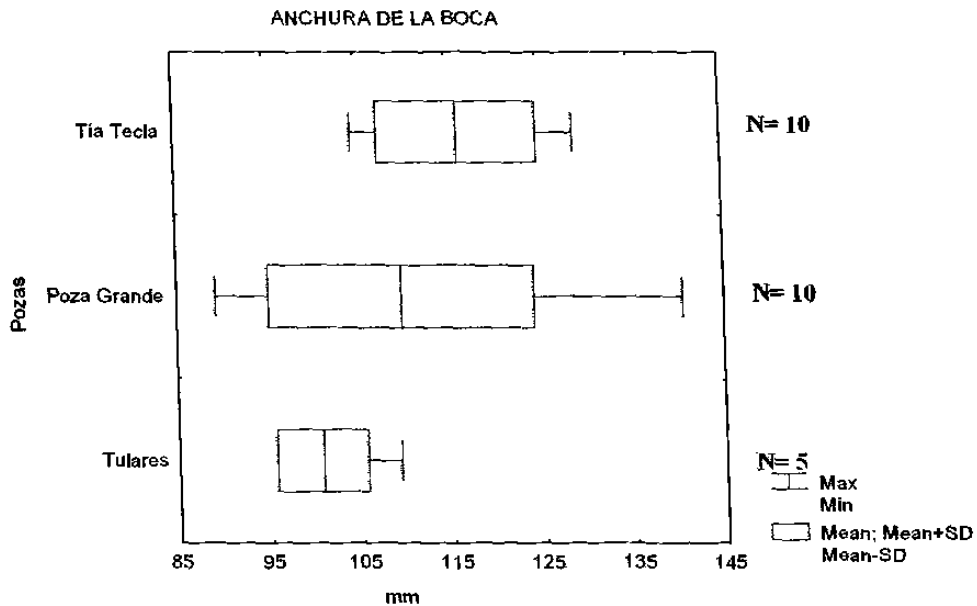 ANCHURA DE LA BOCA
Tía Tecla
N= 10
Poza Grande
N= 10
Pozas
Tulares
N= 5
Max
Min
Mean; Mean+SD
Mean-SD
85 95 105 115 125 135 145
mm